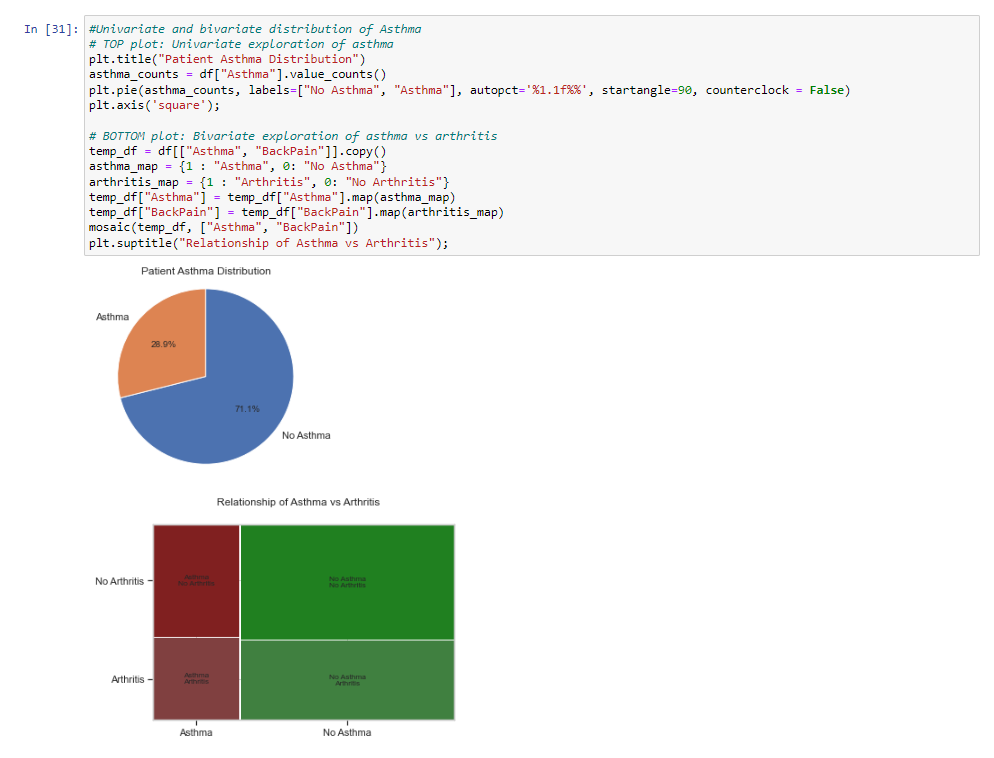 In [31]:
#Univariate and bivariate distribution of Asthma
# TOP plot: Univariate exploration of asthma
plt.title("Patient Asthma Distribution")
asthma_counts = df["Asthma"].value_counts()
plt.pie(asthma_counts, labels=["No Asthma", "Asthma"], autopct='%1.1f%%', startangle=90, counterclock = False)
plt.axis('square');
# BOTTOM plot: Bivariate exploration of asthma vs arthritis
temp_df = df[["Asthma", "BackPain"]].copy()
asthma_map = {1 : "Asthma", 0: "No Asthma"}
arthritis_map = {1 : "Arthritis", 0: "No Arthritis"}
temp_df["Asthma"] = temp_df["Asthma"].map(asthma_map)
temp_df["BackPain"] = temp_df["BackPain"].map(arthritis_map)
mosaic(temp_df, ["Asthma", "BackPain"])
plt.suptitle("Relationship of Asthma vs Arthritis");
Patient Asthma Distribution
Asthma
28.9%
71.1%
No Asthma
Relationship of Asthma vs Arthritis
No Arthritis
Asthma
No Arthritis
No Asthma
No Arthritis
Arthritis
Asthma
Arthritis
No Asthma
Arthritis
Asthma
No Asthma